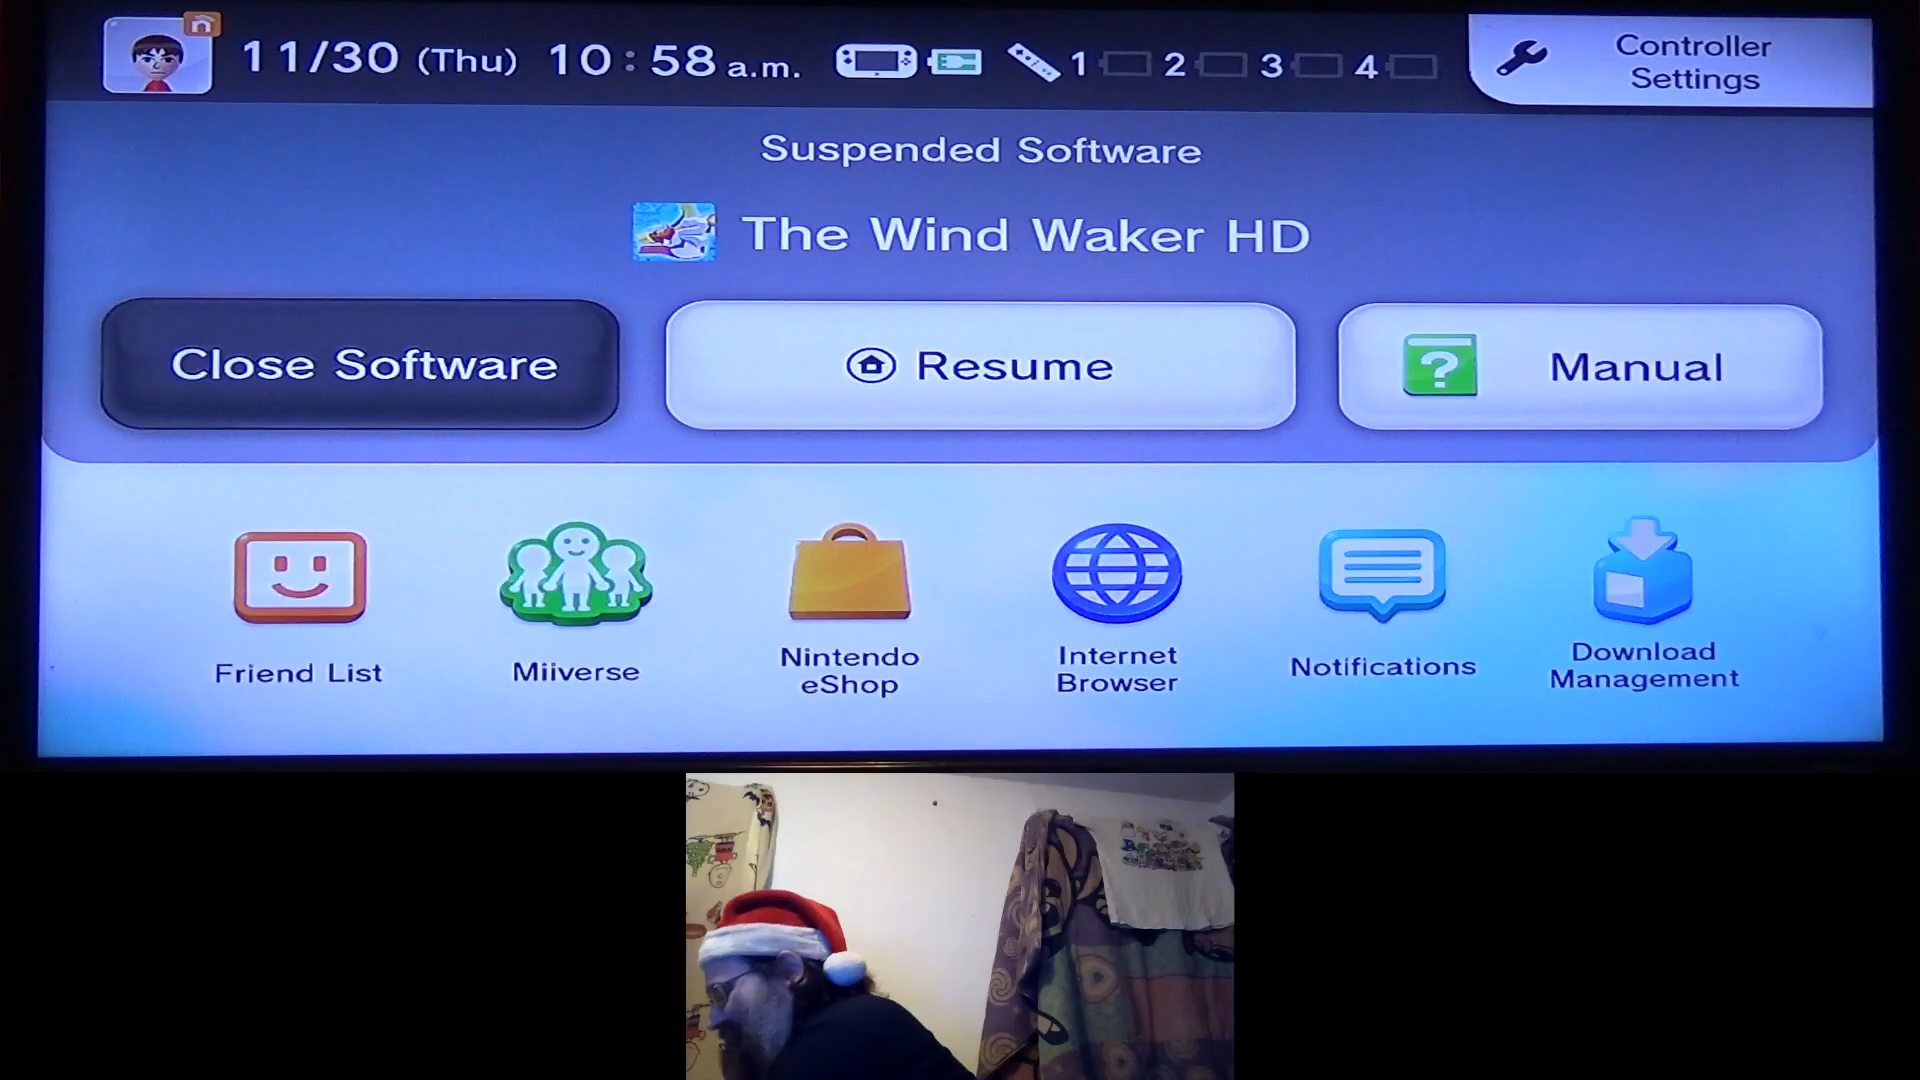 11/30 (Thu) 10:58 a.m. 1 2 3 4
Controller
Settings
Suspended Software
The Wind Waker HD
Close Software
Resume
? Manual
Friend List
Miiverse
Nintendo
eShop
Internet
Browser
Notifications
Download
Management